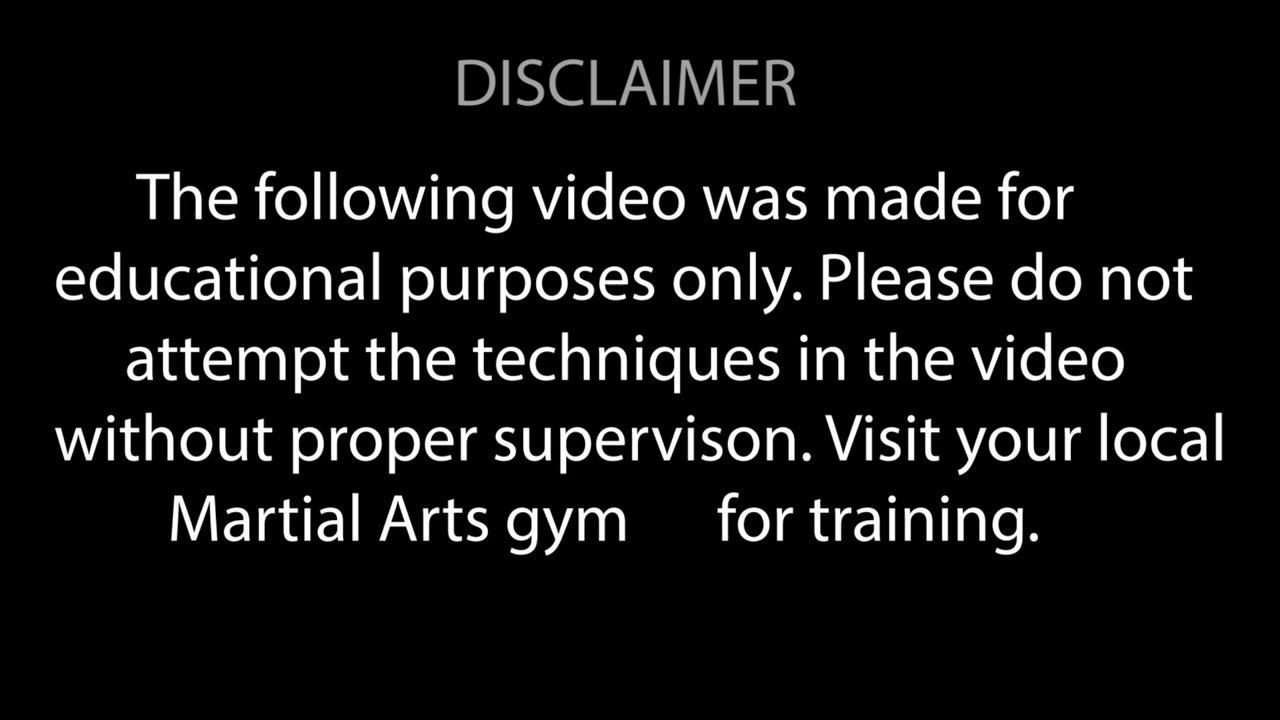 DISCLAIMER
The following video was made for
educational purposes only. Please do not
attempt the techniques in the video
without proper supervison. Visit your local
Martial Arts gym for training.